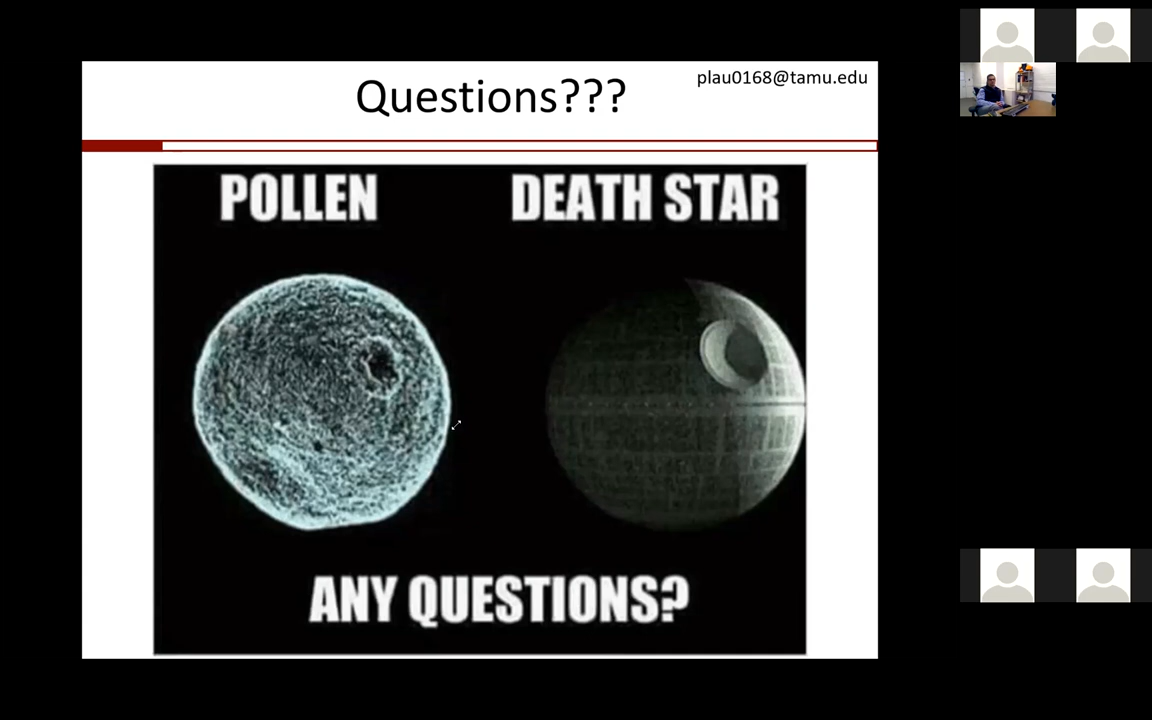 Questions???
plau0168@tamu.edu
POLLEN
DEATH STAR
ANY QUESTIONS?